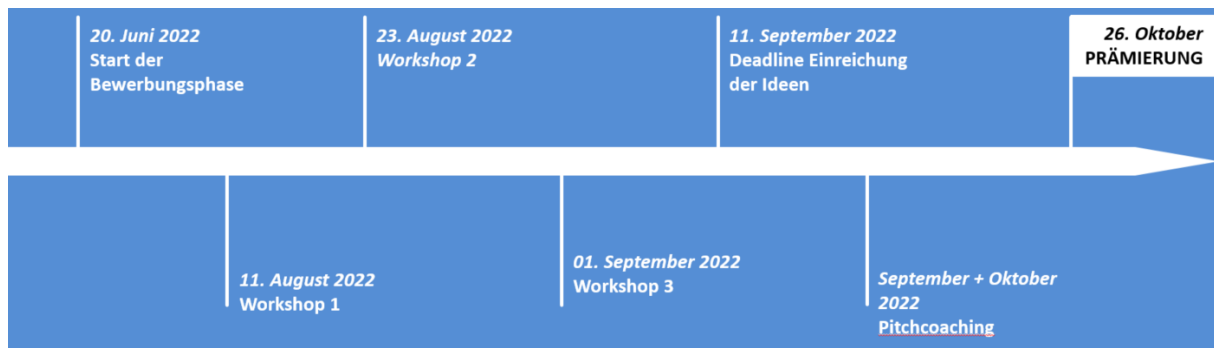 20. Juni 2022
Start der
Bewerbungsphase
23. August 2022
Workshop 2
11. September 2022
Deadline Einreichung
der Ideen
26. Oktober
PRÄMIERUNG
11. August 2022
Workshop 1
01. September 2022
Workshop 3
September + Oktober
2022
Pitchcoaching